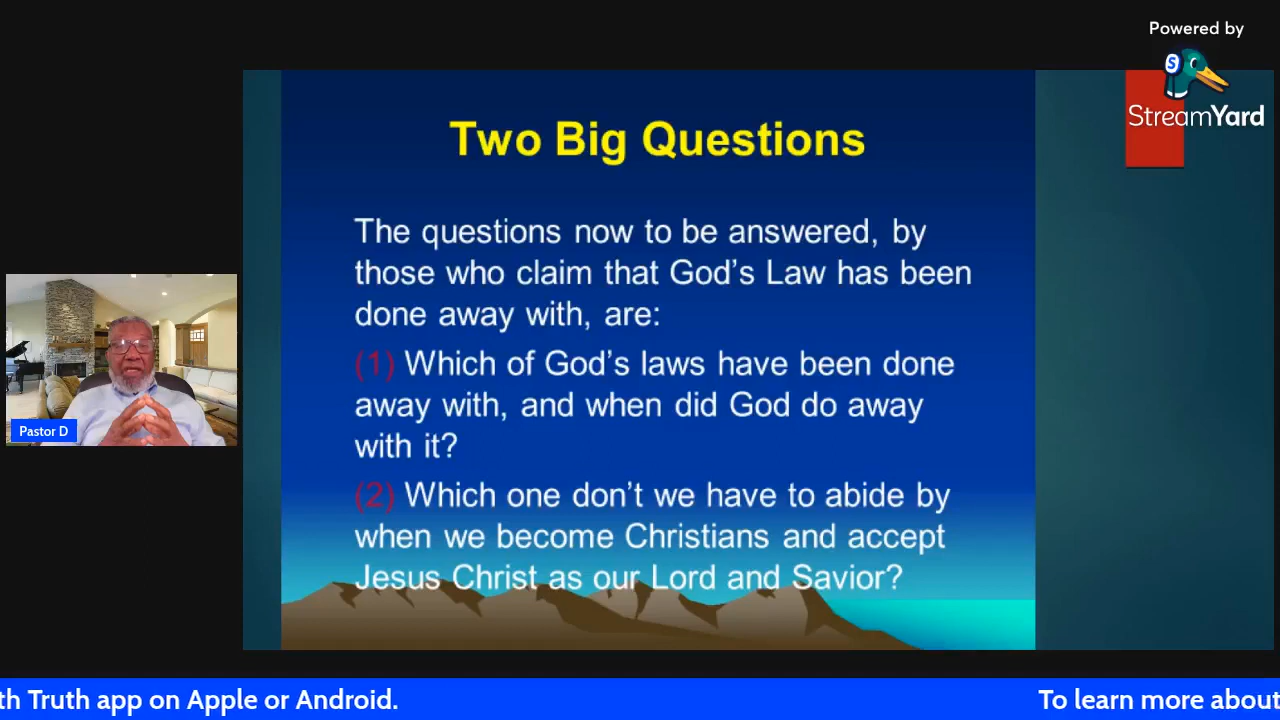 Powered by
S
StreamYard
Two Big Questions
The questions now to be answered, by
those who claim that God’s Law has been
done away with, are:
(1) Which of God’s laws have been done
away with, and when did God do away
with it?
(2) Which one don’t we have to abide by
when we become Christians and accept
Jesus Christ as our Lord and Savior?
Pastor D
th Truth app on Apple or Android.
To learn more about